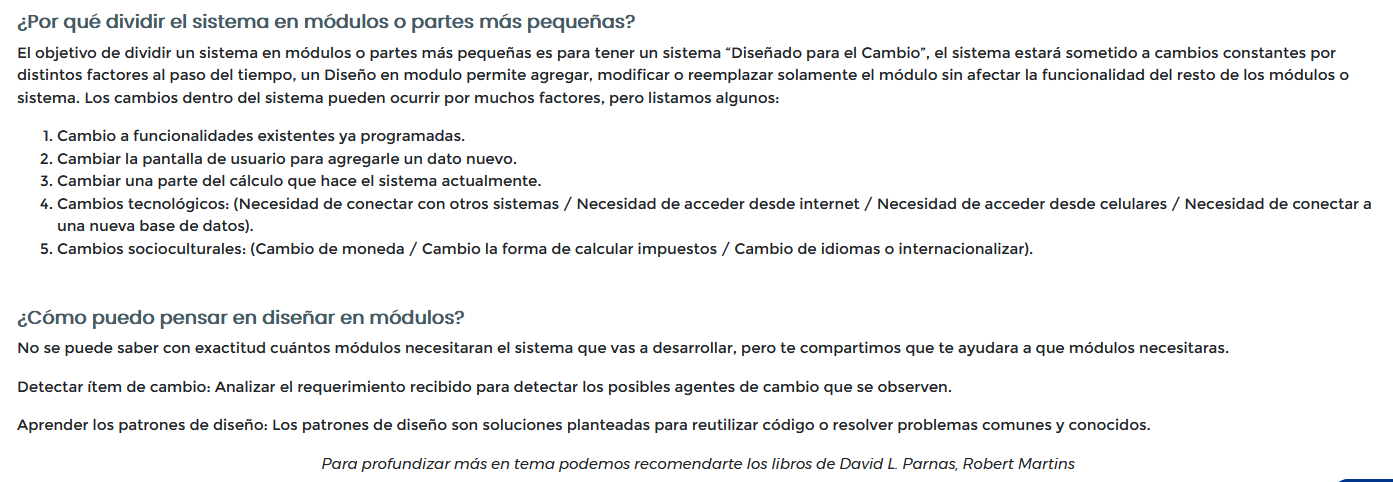 ¿Por qué dividir el sistema en módulos o partes más pequeñas?
El objetivo de dividir un sistema en módulos o partes más pequeñas es para tener un sistema “Diseñado para el Cambio”, el sistema estará sometido a cambios constantes por
distintos factores al paso del tiempo, un Diseño en modulo permite agregar, modificar o reemplazar solamente el módulo sin afectar la funcionalidad del resto de los módulos o
sistema. Los cambios dentro del sistema pueden ocurrir por muchos factores, pero listamos algunos:
1. Cambio a funcionalidades existentes ya programadas.
2. Cambiar la pantalla de usuario para agregarle un dato nuevo.
3. Cambiar una parte del cálculo que hace el sistema actualmente.
4. Cambios tecnológicos: (Necesidad de conectar con otros sistemas / Necesidad de acceder desde internet / Necesidad de acceder desde celulares / Necesidad de conectar a
una nueva base de datos).
5. Cambios socioculturales: (Cambio de moneda / Cambio la forma de calcular impuestos / Cambio de idiomas o internacionalizar).
¿Cómo puedo pensar en diseñar en módulos?
No se puede saber con exactitud cuántos módulos necesitaran el sistema que vas a desarrollar, pero te compartimos que te ayudara a que módulos necesitaras.
Detectar ítem de cambio: Analizar el requerimiento recibido para detectar los posibles agentes de cambio que se observen.
Aprender los patrones de diseño: Los patrones de diseño son soluciones planteadas para reutilizar código o resolver problemas comunes y conocidos.
Para profundizar más en tema podemos recomendarte los libros de David L. Parnas, Robert Martins